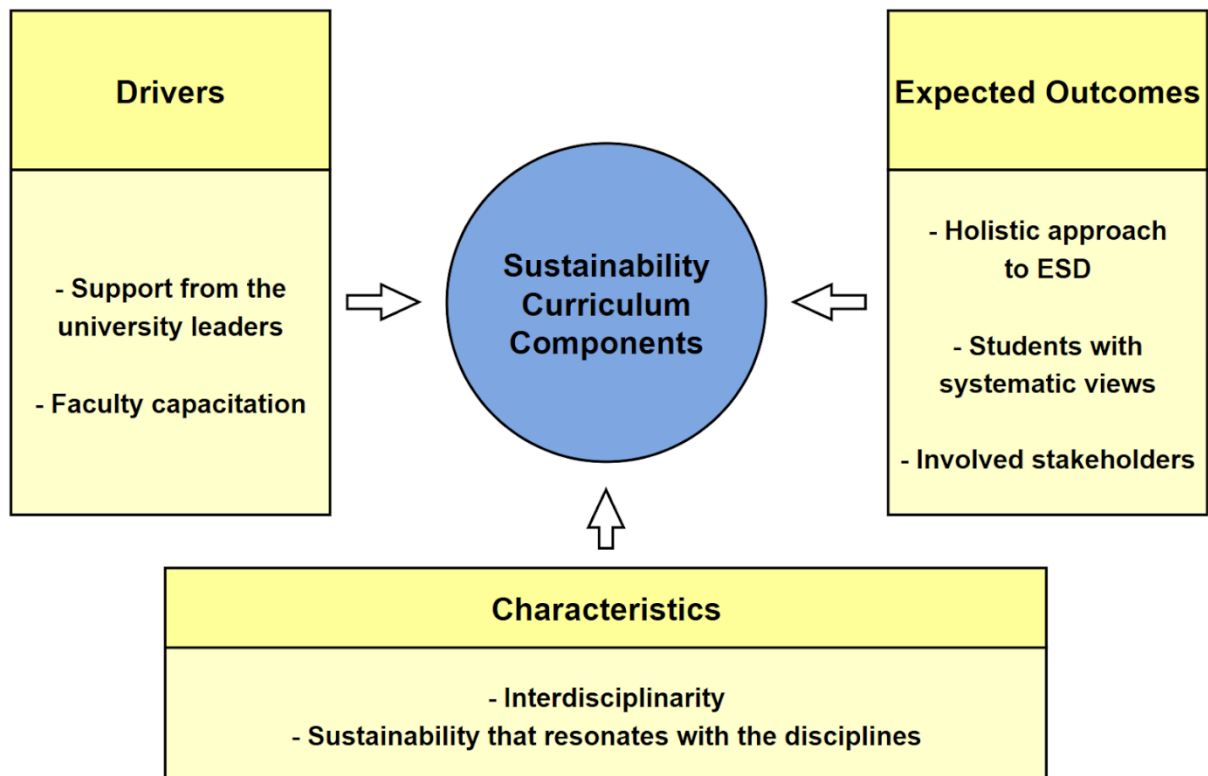 Drivers
- Support from the
university leaders
- Faculty capacitation
Sustainability
Curriculum
Components
Expected Outcomes
- Holistic approach
to ESD
- Students with
systematic views
- Involved stakeholders
Characteristics
- Interdisciplinarity
- Sustainability that resonates with the disciplines